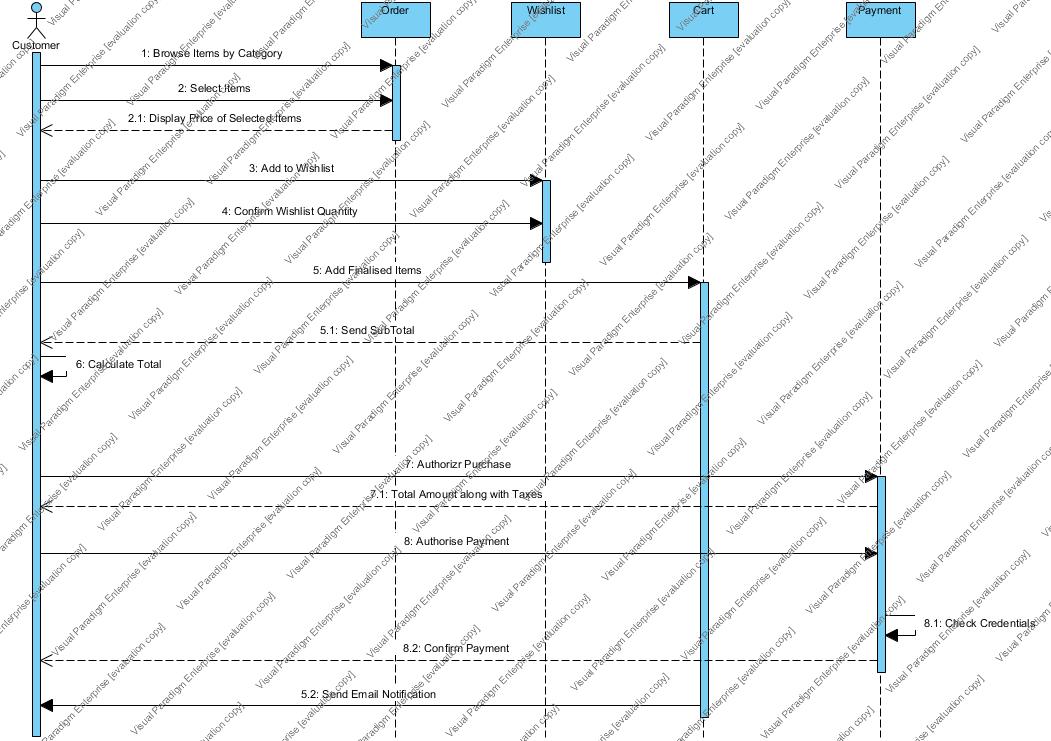 Customer
Order
Wishlist
Cart
Payment
1: Browse Items by Category
2: Select Items
2.1: Display Price of Selected Items
3: Add to Wishlist
4: Confirm Wishlist Quantity
5: Add Finalised Items
5.1: Send SubTotal
6: Calculate Total
7: Authorizr Purchase
7.1: Total Amount along with Taxes
8: Authorise Payment
8.1: Check Credentials
8.2: Confirm Payment
5.2: Send Email Notification
Visual Paradigm Enterprise [evaluation copy]